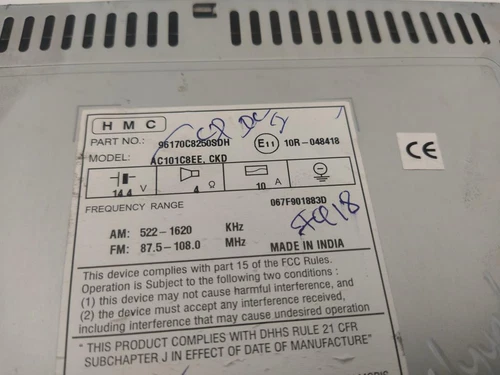 HMC
PART NO.: 96170C8250SDH E11 10R-048418
MODEL: AC101C8EE, CKD
14.4 V 4 Ω 10 A
FREQUENCY RANGE 067F901883D
AM: 522-1620 KHz
FM: 87.5-108.0 MHz MADE IN INDIA
This device complies with part 15 of the FCC Rules.
Operation is Subject to the following two conditions :
(1) this device may not cause harmful interference, and
(2) the device must accept any interference received,
including interference that may cause undesired operation
"THIS PRODUCT COMPLIES WITH DHHS RULE 21 CFR
SUBCHAPTER J IN EFFECT OF DATE OF MANUFACTURE"
CE